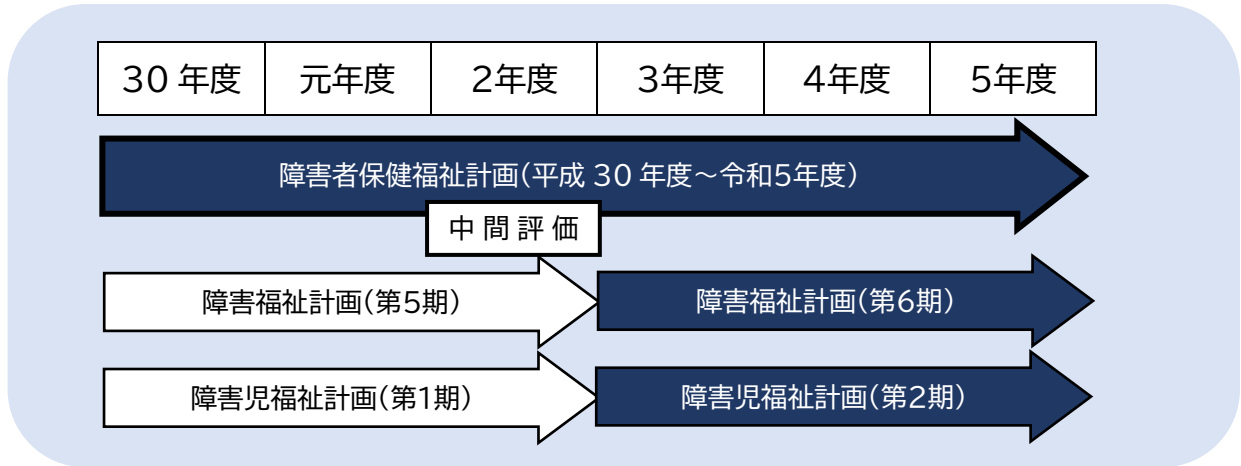 30 年度 元年度 2年度 3年度 4年度 5年度
障害者保健福祉計画(平成 30 年度～令和5年度)
中 間 評 価
障害福祉計画(第5期) 障害福祉計画(第6期)
障害児福祉計画(第1期) 障害児福祉計画(第2期)